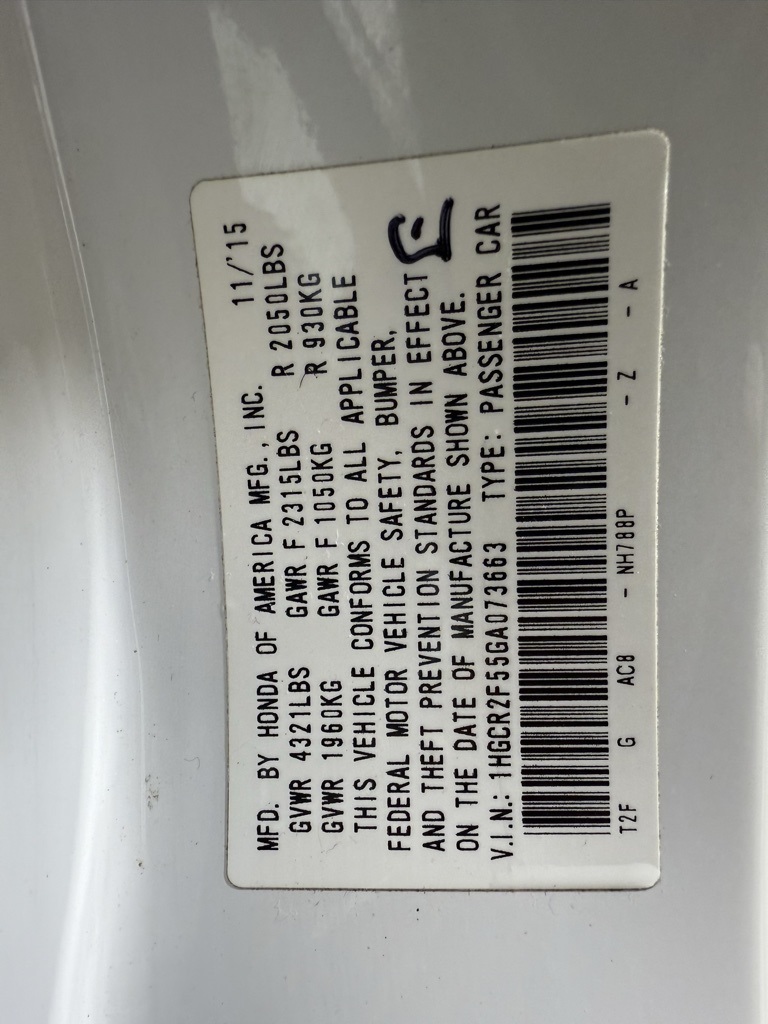 MFD. BY HONDA OF AMERICA MFG., INC. 11/'15
GVWR 4321LBS GAWR F 2315LBS R 2050LBS
GVWR 1960KG GAWR F 1050KG R 930KG
THIS VEHICLE CONFORMS TO ALL APPLICABLE
FEDERAL MOTOR VEHICLE SAFETY, BUMPER,
AND THEFT PREVENTION STANDARDS IN EFFECT
ON THE DATE OF MANUFACTURE SHOWN ABOVE.
V.I.N.: 1HGCR2F55GA073663 TYPE: PASSENGER CAR
T2F G AC8 - NH788P - Z - A